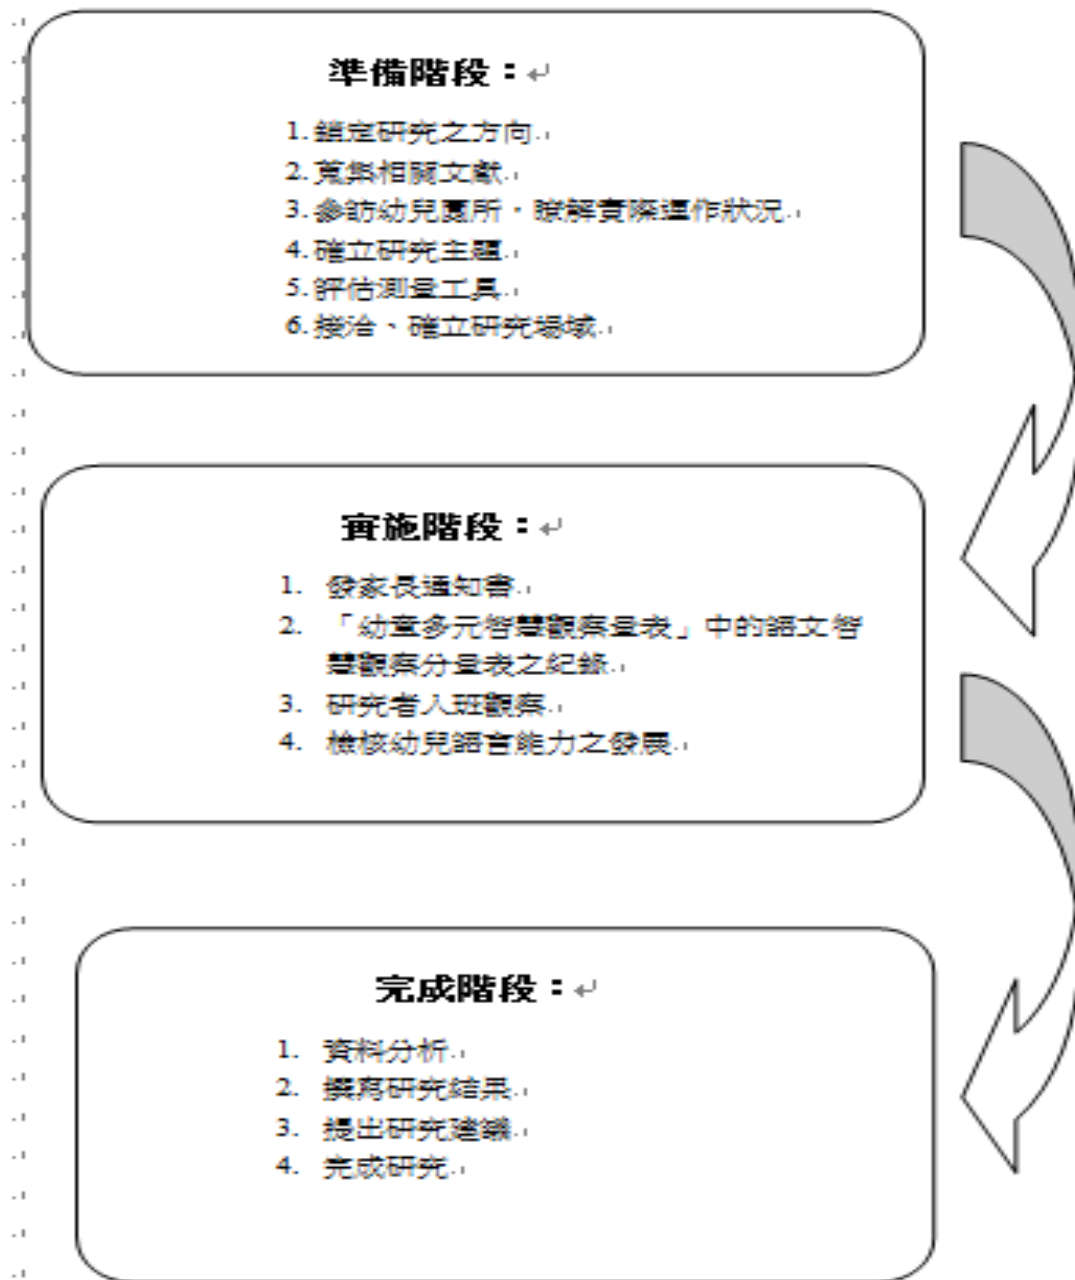 準備階段：
1. 鎖定研究之方向
2. 蒐集相關文獻
3. 參訪幼兒園所，瞭解實際運作狀況
4. 確立研究主題
5. 評估測量工具
6. 接洽、確立研究場域
實施階段：
1. 發家長通知書
2. 「幼童多元智慧觀察量表」中的語文智
慧觀察分量表之紀錄
3. 研究者入班觀察
4. 檢核幼兒語言能力之發展
完成階段：
1. 資料分析
2. 撰寫研究結果
3. 提出研究建議
4. 完成研究